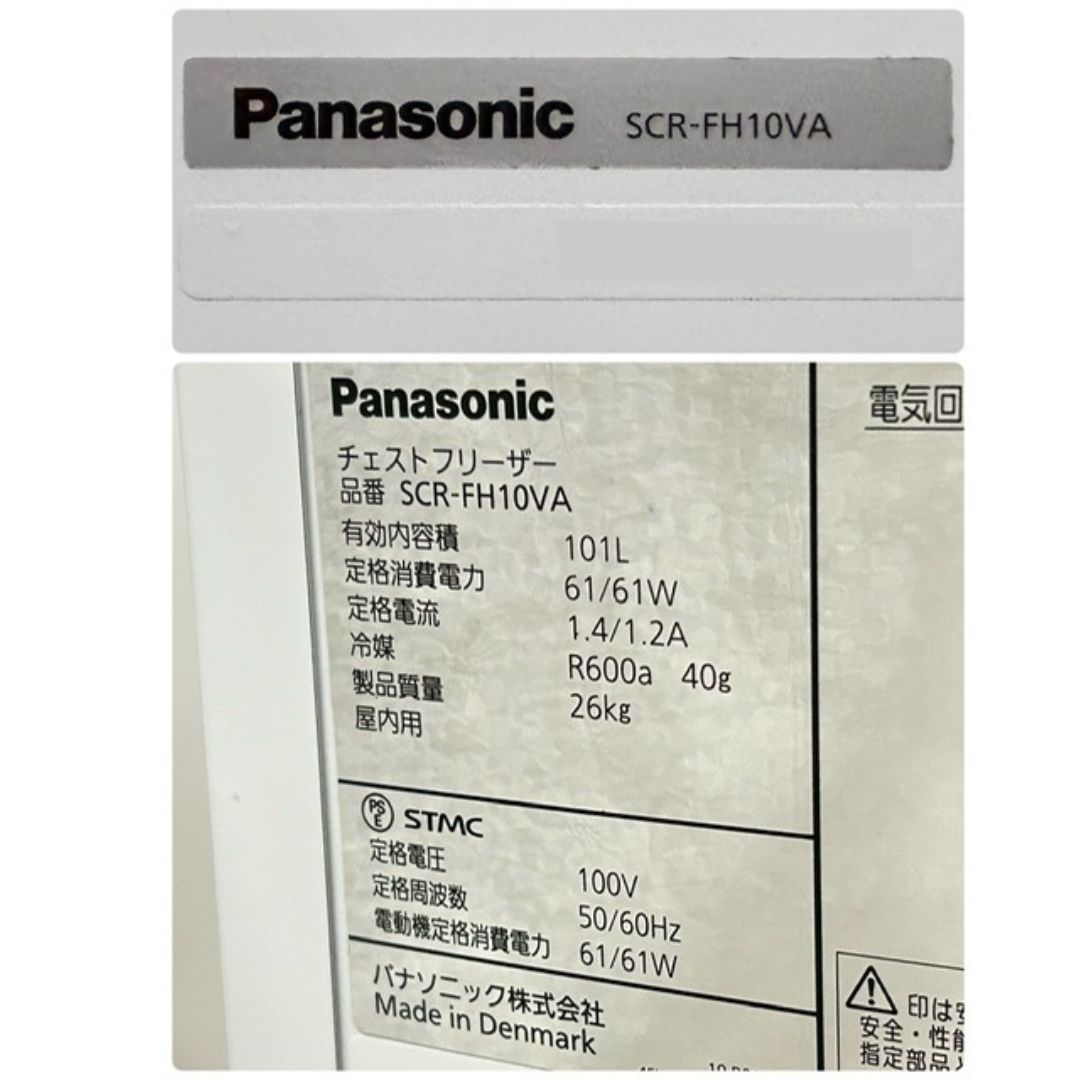 Panasonic SCR-FH10VA
Panasonic
チェストフリーザー
品番 SCR-FH10VA
有効内容積 101L
定格消費電力 61/61W
定格電流 1.4/1.2A
冷媒 R600a 40g
製品質量 26kg
屋内用
PS E STMC
定格電圧 100V
定格周波数 50/60Hz
電動機定格消費電力 61/61W
パナソニック株式会社
Made in Denmark
電気回
印は安
安全・性能
指定部品